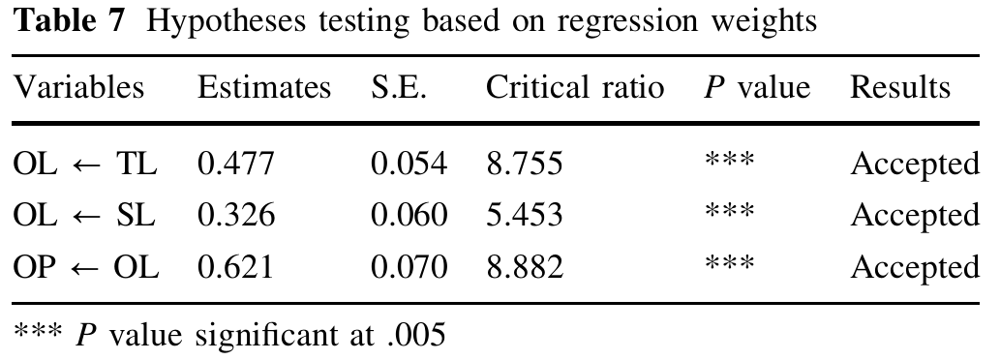 Table 7 Hypotheses testing based on regression weights
Variables Estimates S.E. Critical ratio P value Results
OL ← TL 0.477 0.054 8.755 *** Accepted
OL ← SL 0.326 0.060 5.453 *** Accepted
OP ← OL 0.621 0.070 8.882 *** Accepted
*** P value significant at .005